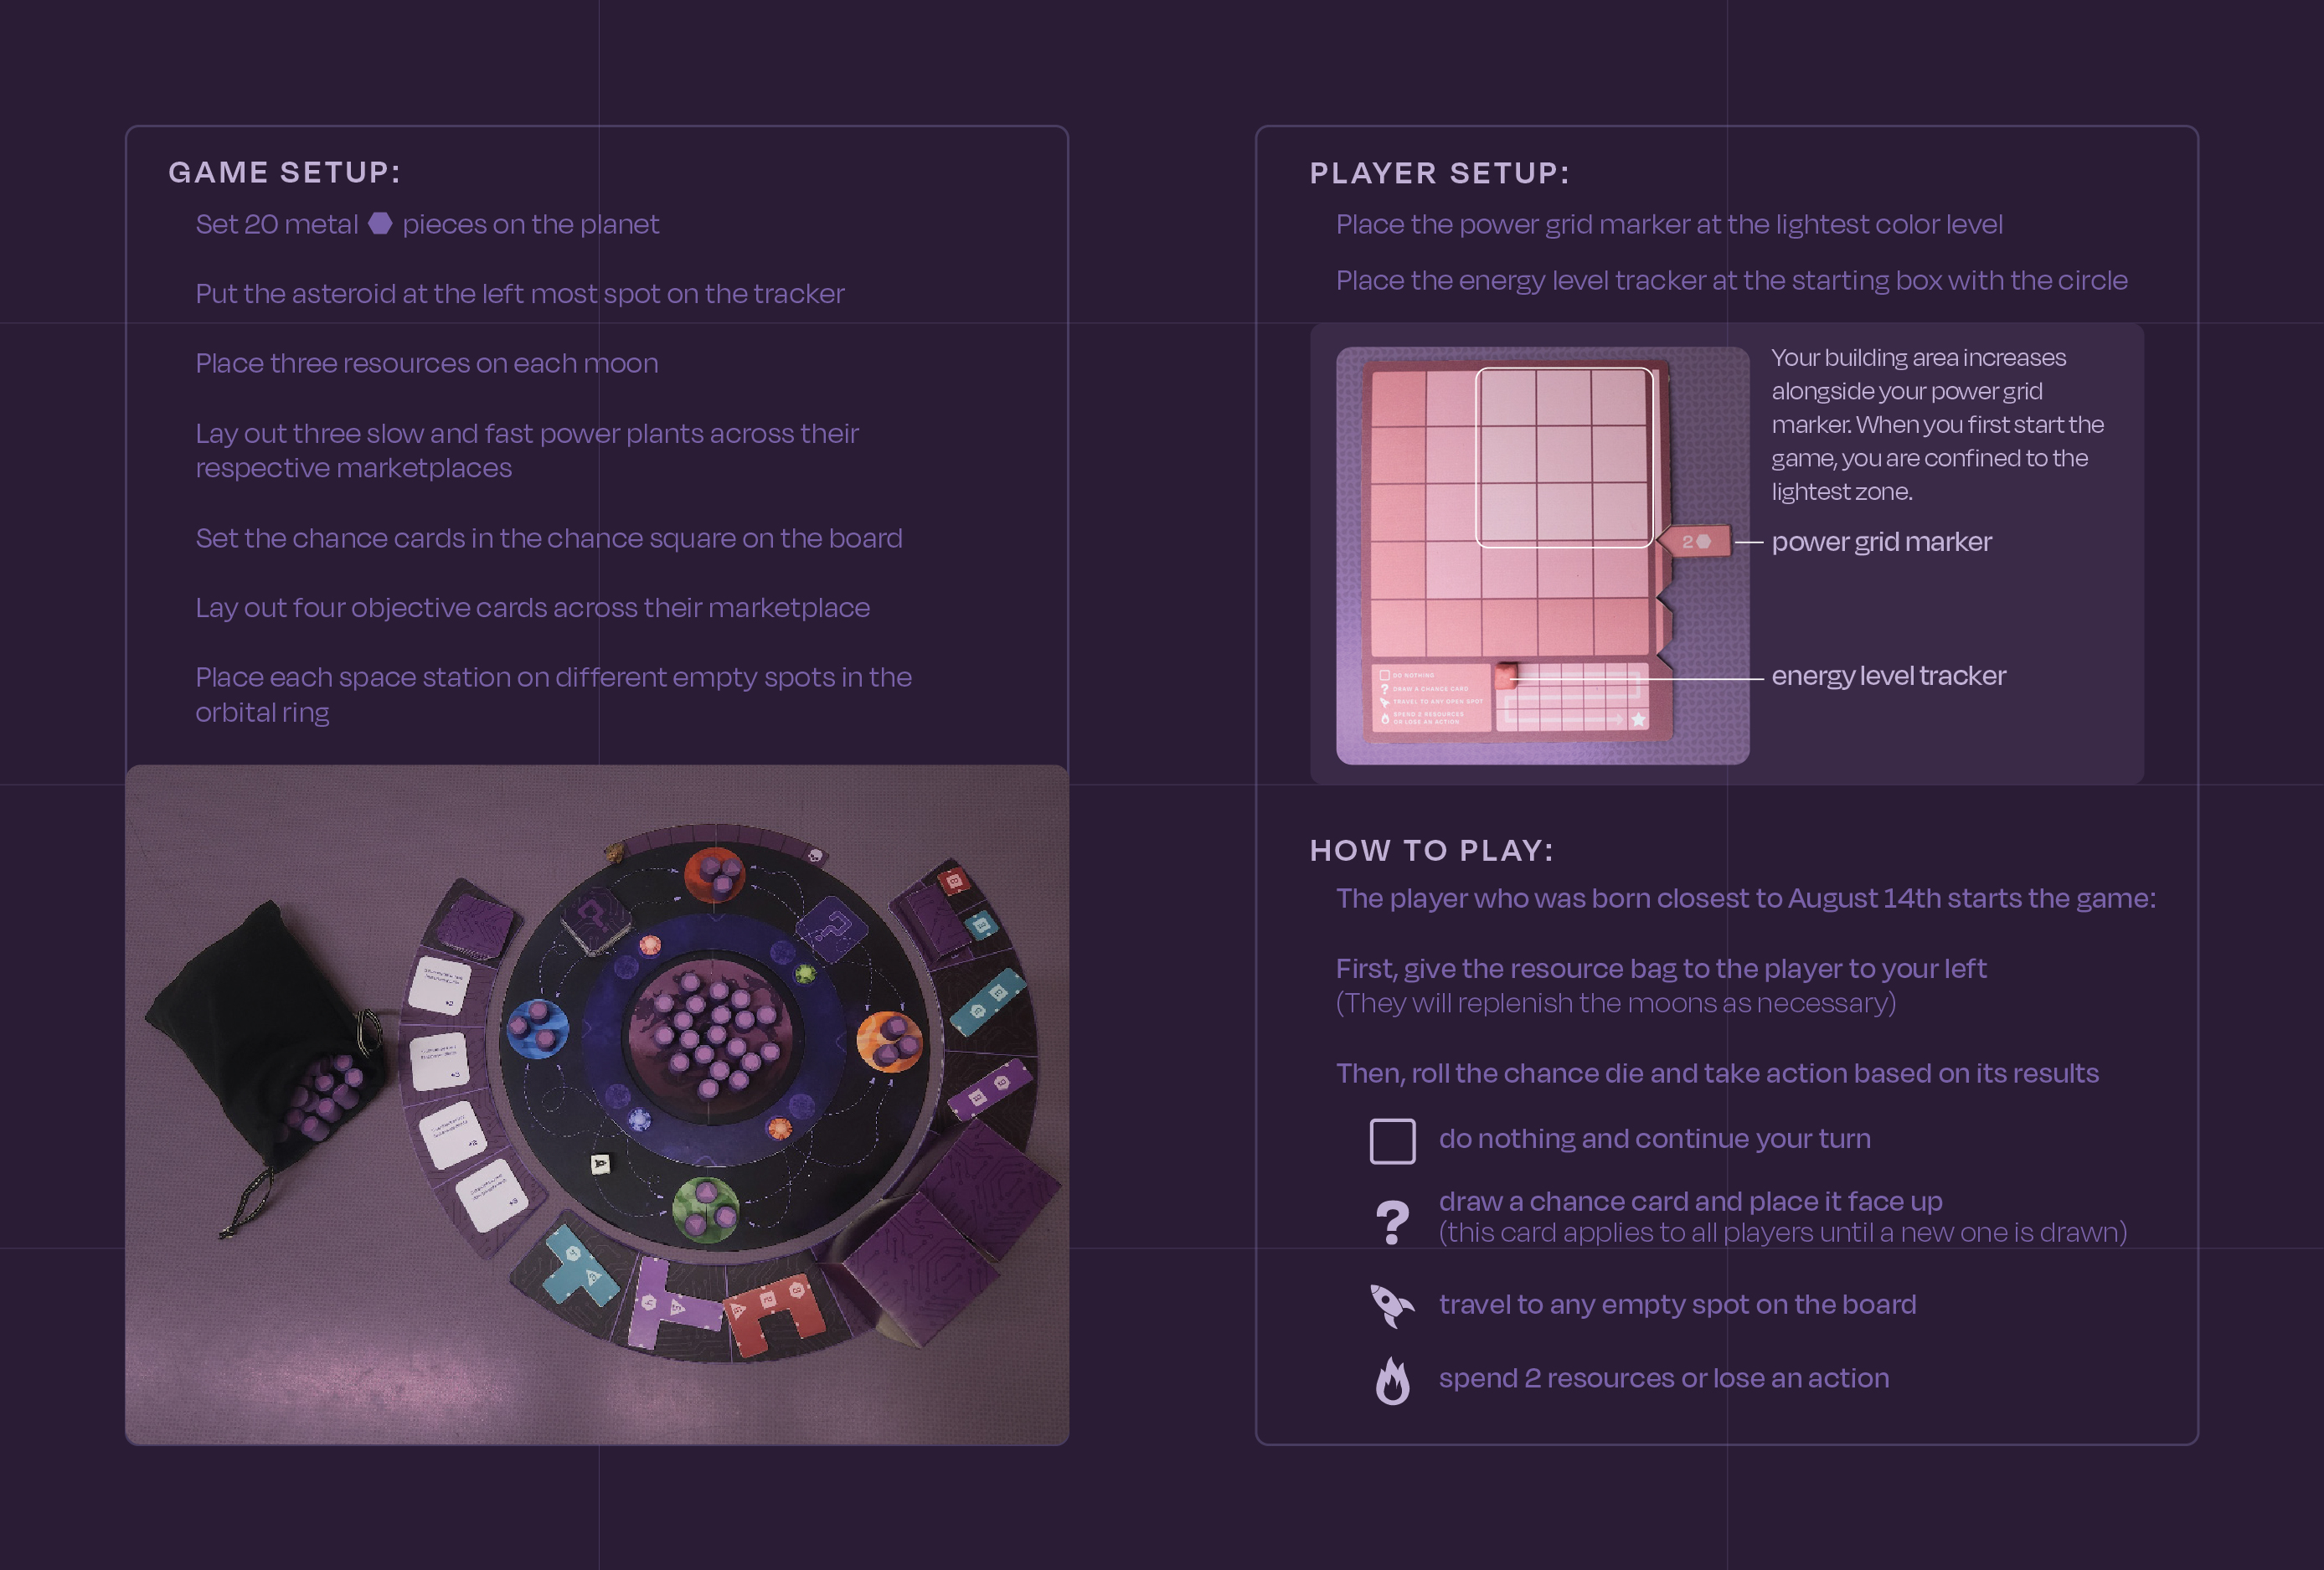 GAME SETUP:
Set 20 metal pieces on the planet
Put the asteroid at the left most spot on the tracker
Place three resources on each moon
Lay out three slow and fast power plants across their
respective marketplaces
Set the chance cards in the chance square on the board
Lay out four objective cards across their marketplace
Place each space station on different empty spots in the
orbital ring
PLAYER SETUP:
Place the power grid marker at the lightest color level
Place the energy level tracker at the starting box with the circle
Your building area increases
alongside your power grid
marker. When you first start the
game, you are confined to the
lightest zone.
2
power grid marker
energy level tracker
DO NOTHING
? DRAW A CHANCE CARD
TRAVEL TO ANY OPEN SPOT
SPEND 2 RESOURCES
OR LOSE AN ACTION
HOW TO PLAY:
The player who was born closest to August 14th starts the game:
First, give the resource bag to the player to your left
(They will replenish the moons as necessary)
Then, roll the chance die and take action based on its results
do nothing and continue your turn
? draw a chance card and place it face up
(this card applies to all players until a new one is drawn)
travel to any empty spot on the board
spend 2 resources or lose an action